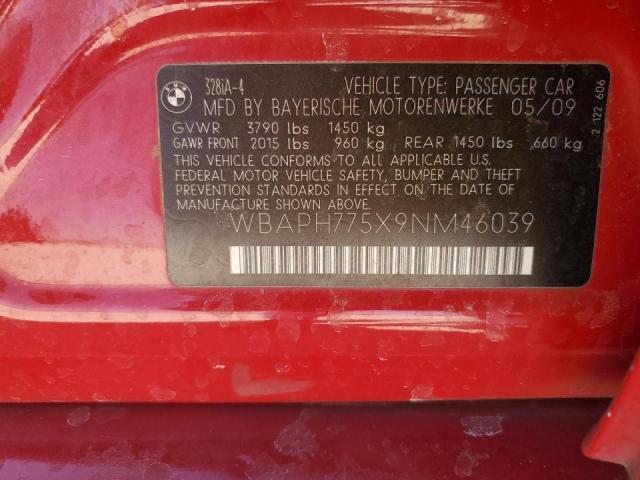 BMW
328iA-4 VEHICLE TYPE: PASSENGER CAR
MFD BY BAYERISCHE MOTORENWERKE 05/09
GVWR 3790 lbs 1450 kg
GAWR FRONT 2015 lbs 960 kg REAR 1450 lbs 660 kg
THIS VEHICLE CONFORMS TO ALL APPLICABLE U.S.
FEDERAL MOTOR VEHICLE SAFETY, BUMPER AND THEFT
PREVENTION STANDARDS IN EFFECT ON THE DATE OF
MANUFACTURE SHOWN ABOVE:
WBAPH775X9NM46039
2 122 606